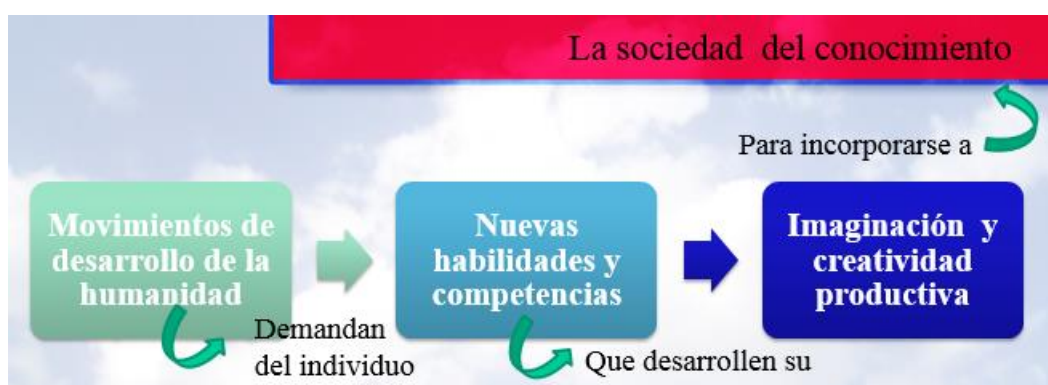 La sociedad del conocimiento
Para incorporarse a
Movimientos de
desarrollo de la
humanidad
Nuevas
habilidades y
competencias
Imaginación y
creatividad
productiva
Demandan
del individuo
Que desarrollen su